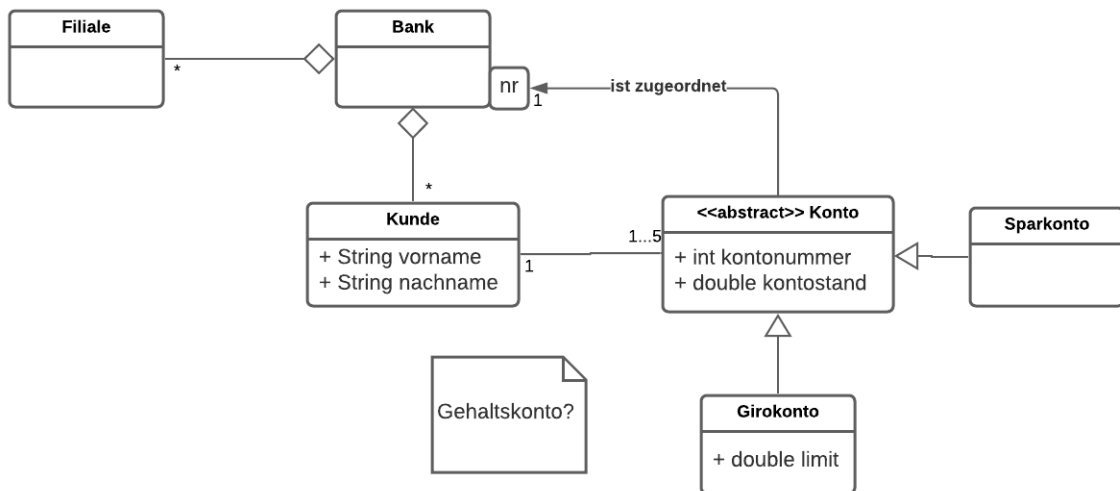 Filiale
Bank
*
nr
1
ist zugeordnet
*
Kunde
+ String vorname
+ String nachname
1
1...5
<<abstract>> Konto
+ int kontonummer
+ double kontostand
Sparkonto
Gehaltskonto?
Girokonto
+ double limit